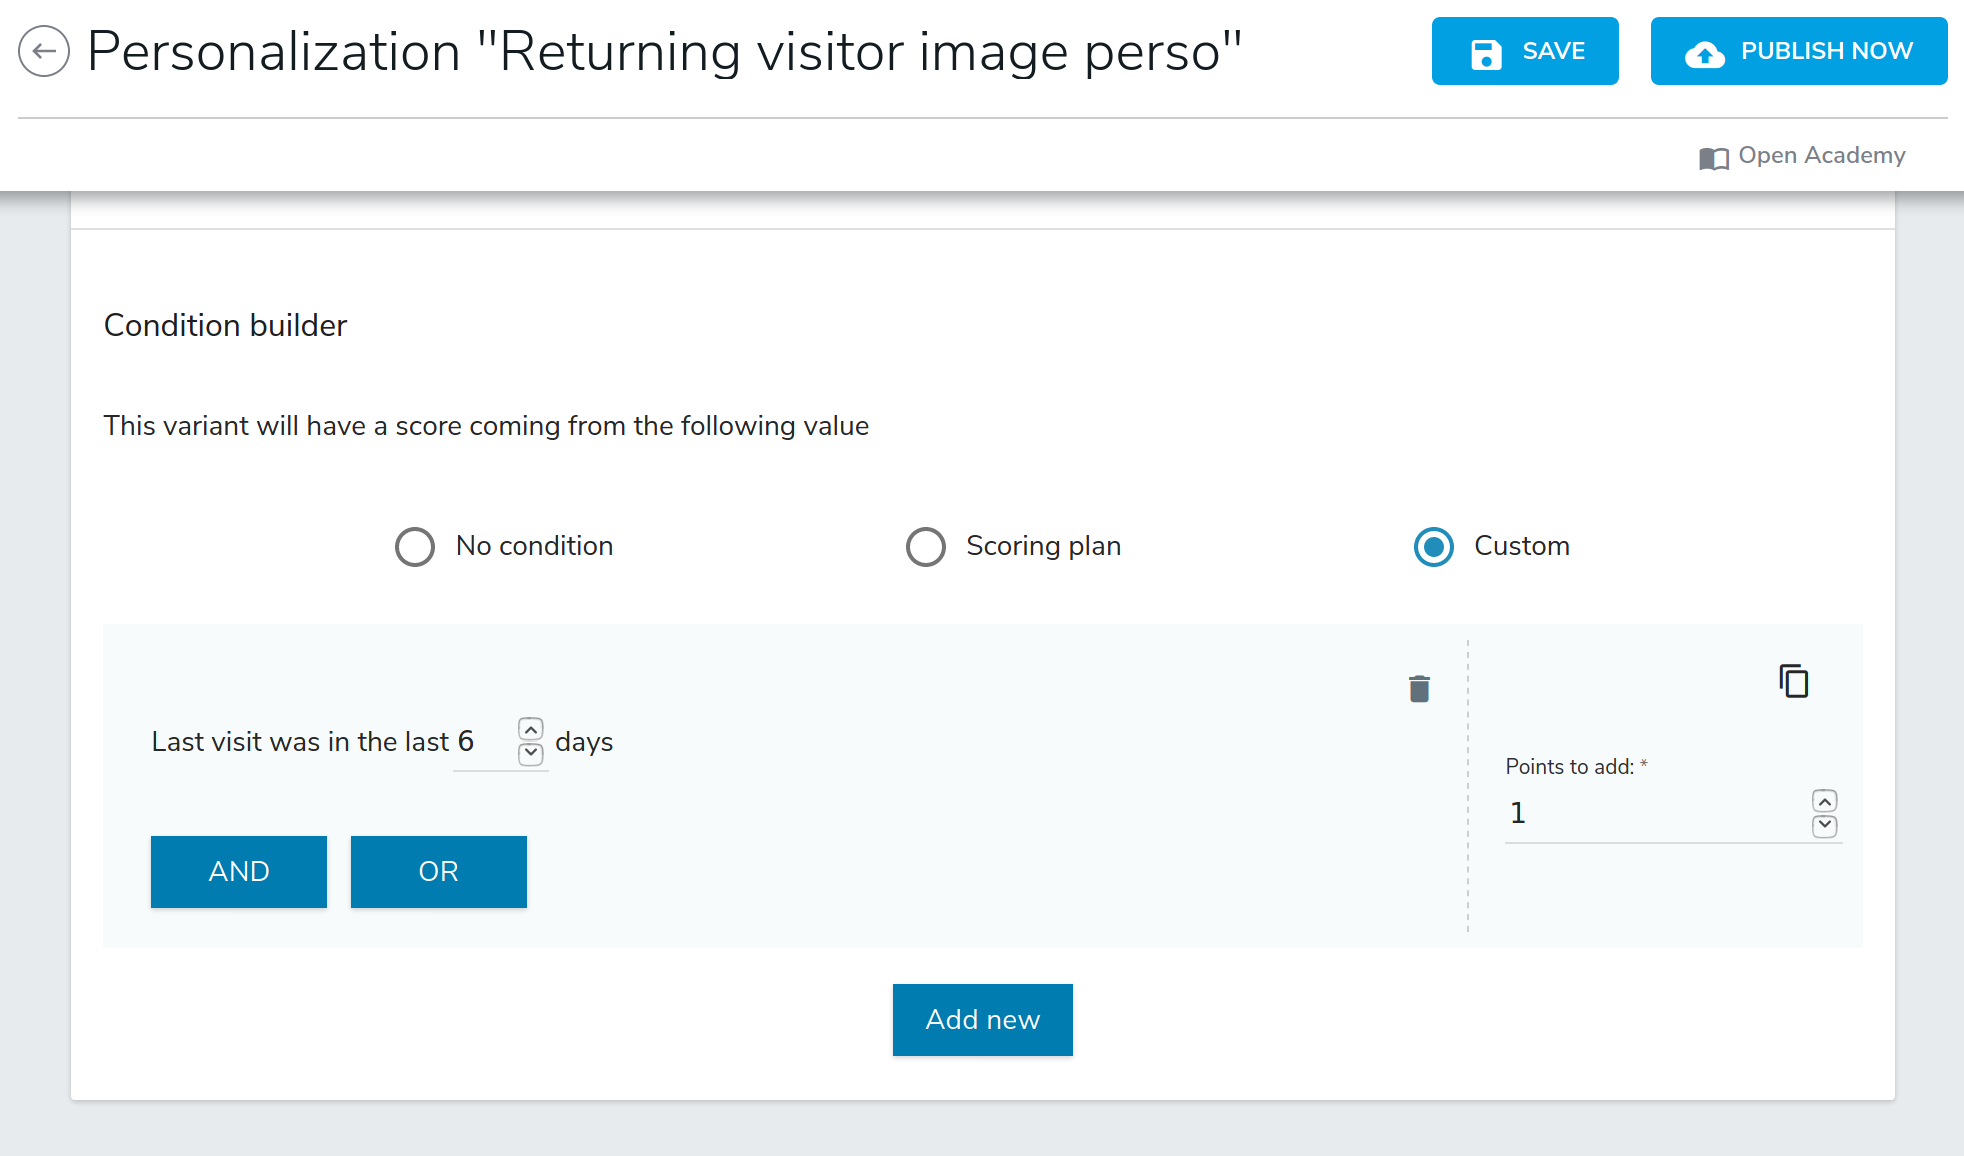 Personalization "Returning visitor image perso"
SAVE
PUBLISH NOW
Open Academy
Condition builder
This variant will have a score coming from the following value
No condition
Scoring plan
Custom
Last visit was in the last 6 days
Points to add: *
1
AND
OR
Add new